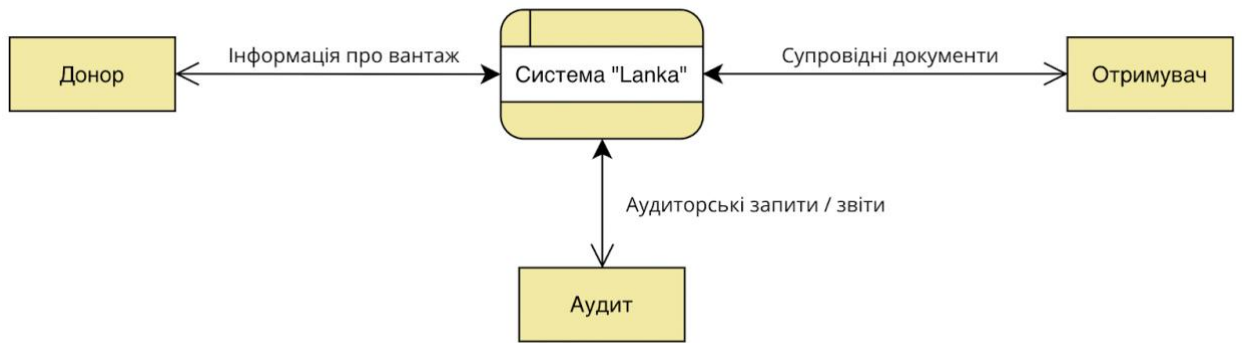 Інформація про вантаж
Супровідні документи
Донор
Система "Lanka"
Отримувач
Аудиторські запити / звіти
Аудит